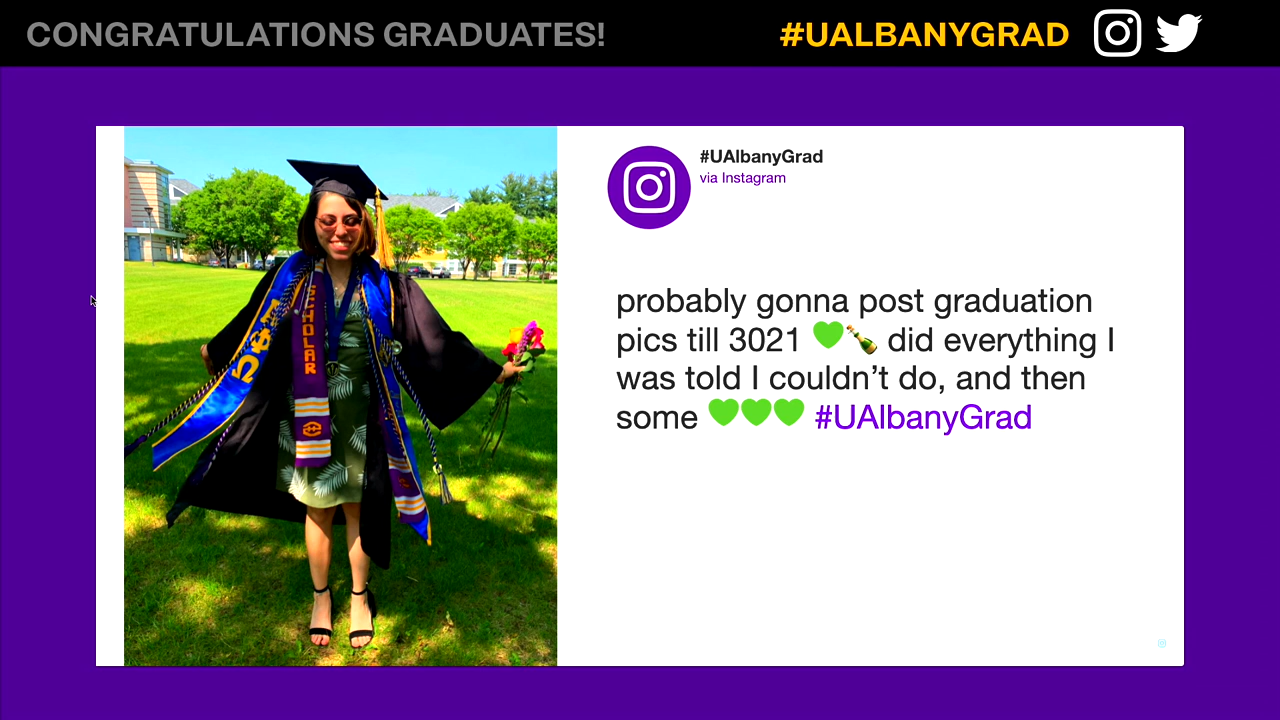 CONGRATULATIONS GRADUATES!
#UALBANYGRAD
#UAlbanyGrad
via Instagram
probably gonna post graduation
pics till 3021 💚🍾 did everything I
was told I couldn’t do, and then
some 💚💚💚 #UAlbanyGrad
SCHOLAR